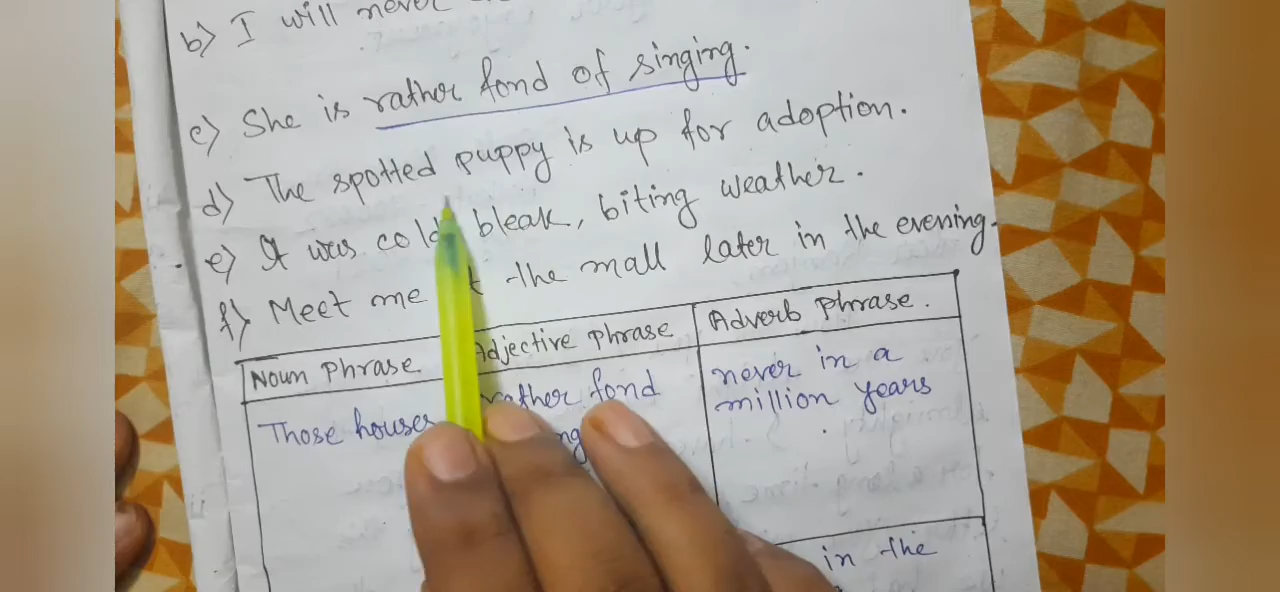 b) I will never
c) She is rather fond of singing.
d) The spotted puppy is up for adoption.
e) It was cold bleak, biting weather.
f) Meet me the mall later in the evening.
Noun Phrase Adjective Phrase Adverb Phrase.
Those houses rather fond never in a
million years
in the